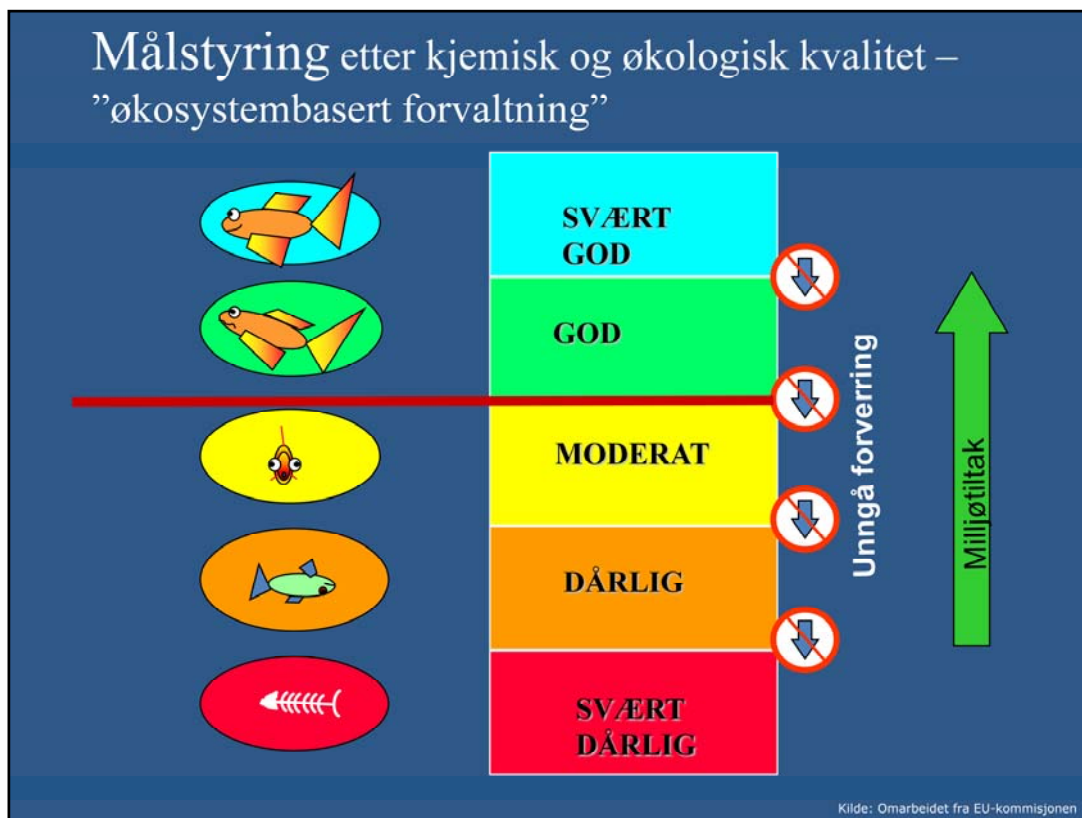 Målstyring etter kjemisk og økologisk kvalitet –
”økosystembasert forvaltning”
SVÆRT
GOD
GOD
MODERAT
DÅRLIG
SVÆRT
DÅRLIG
Unngå forverring
Milljøtiltak
Kilde: Omarbeidet fra EU-kommisjonen